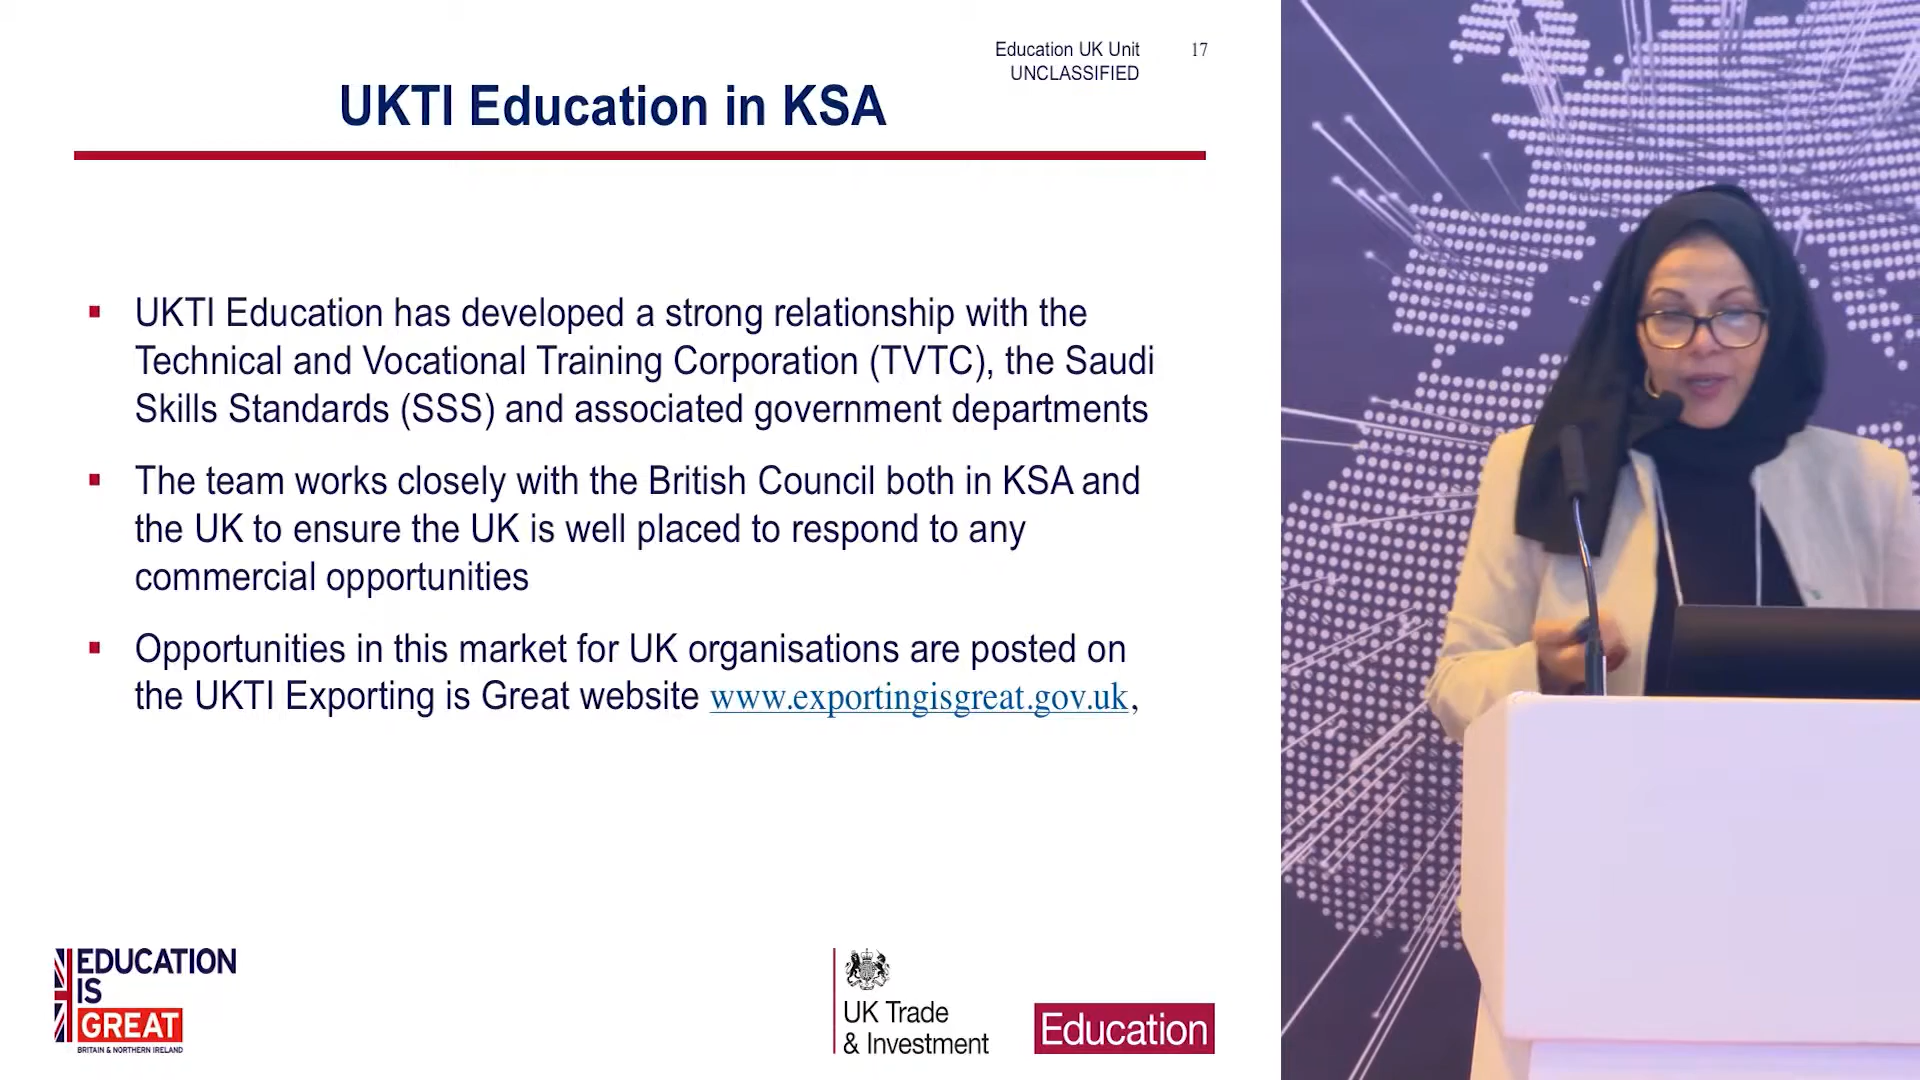 Education UK Unit 17
UNCLASSIFIED
UKTI Education in KSA
▪ UKTI Education has developed a strong relationship with the
Technical and Vocational Training Corporation (TVTC), the Saudi
Skills Standards (SSS) and associated government departments
▪ The team works closely with the British Council both in KSA and
the UK to ensure the UK is well placed to respond to any
commercial opportunities
▪ Opportunities in this market for UK organisations are posted on
the UKTI Exporting is Great website www.exportingisgreat.gov.uk,
EDUCATION
IS
GREAT
BRITAIN & NORTHERN IRELAND
UK Trade
& Investment
Education